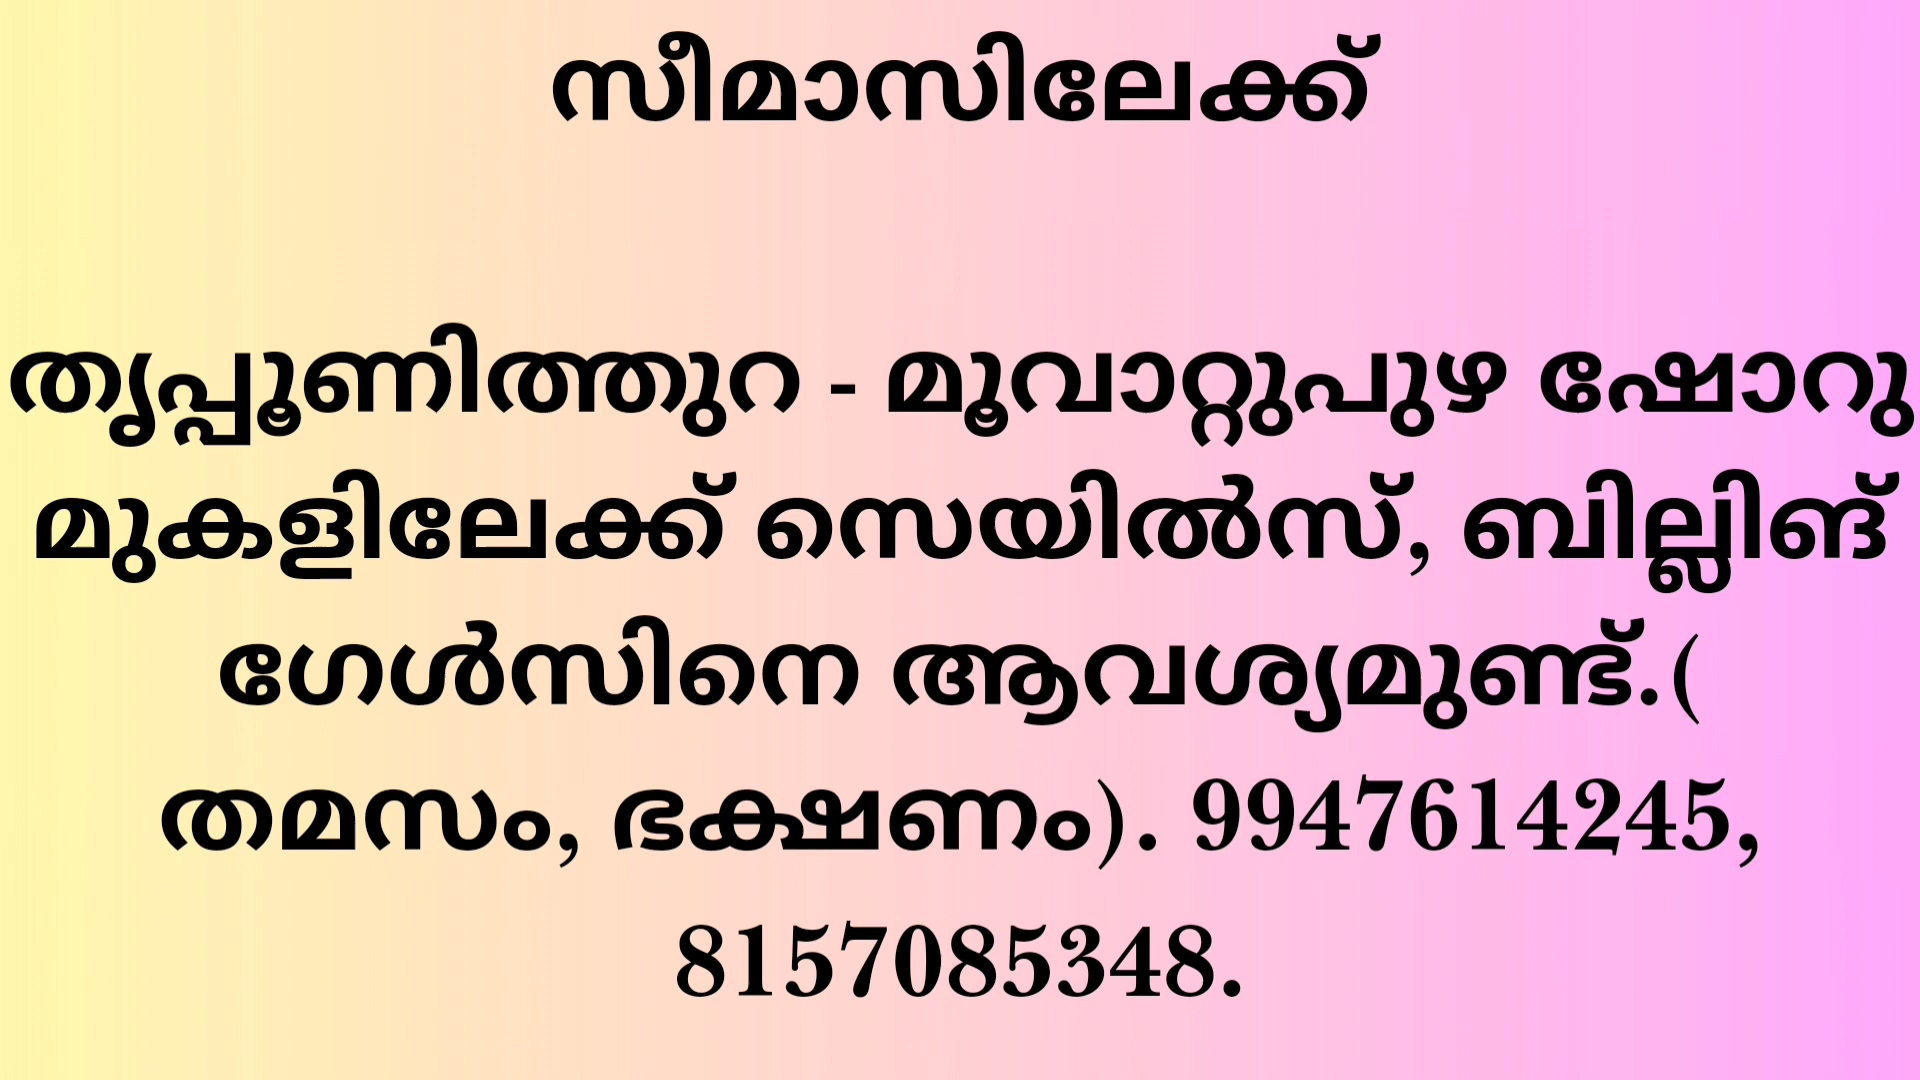 സീമാസിലേക്ക്
തൃപ്പൂണിത്തുറ - മൂവാറ്റുപുഴ ഷോറു
മുകളിലേക്ക് സെയിൽസ്, ബില്ലിങ്
ഗേൾസിനെ ആവശ്യമുണ്ട്.(
തമസം, ഭക്ഷണം). 9947614245,
8157085348.